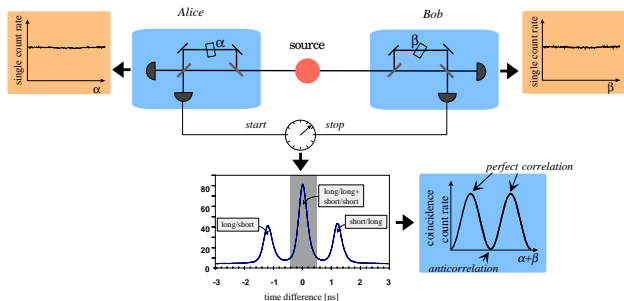 Alice
Bob
single count rate
α
α
source
β
single count rate
β
start
stop
80
60
40
20
0
long/long+
short/short
long/short
short/long
-3
-2
-1
0
1
2
3
time difference [ns]
perfect correlation
coincidence
count rate
anticorrelation
α+β